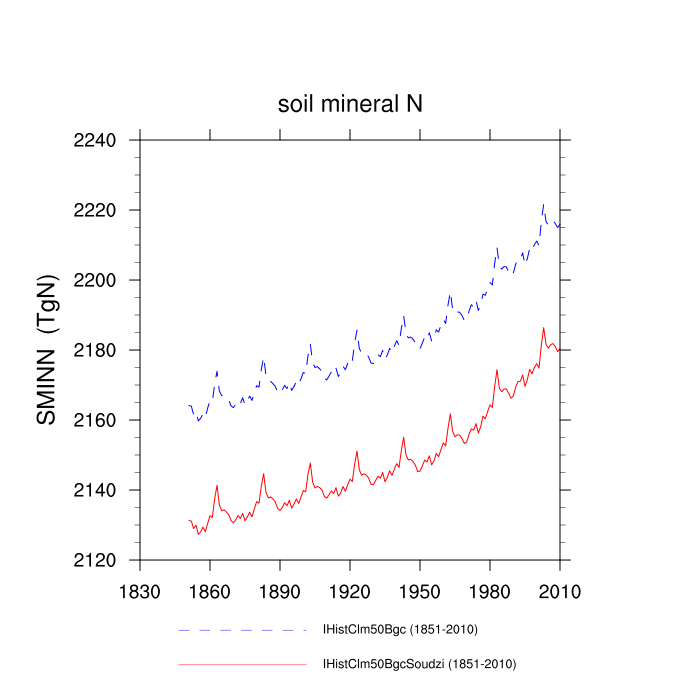 soil mineral N
2240
2220
2200
2180
2160
2140
2120
SMINN (TgN)
1830 1860 1890 1920 1950 1980 2010
IHistClm50Bgc (1851-2010)
IHistClm50BgcSoudzi (1851-2010)